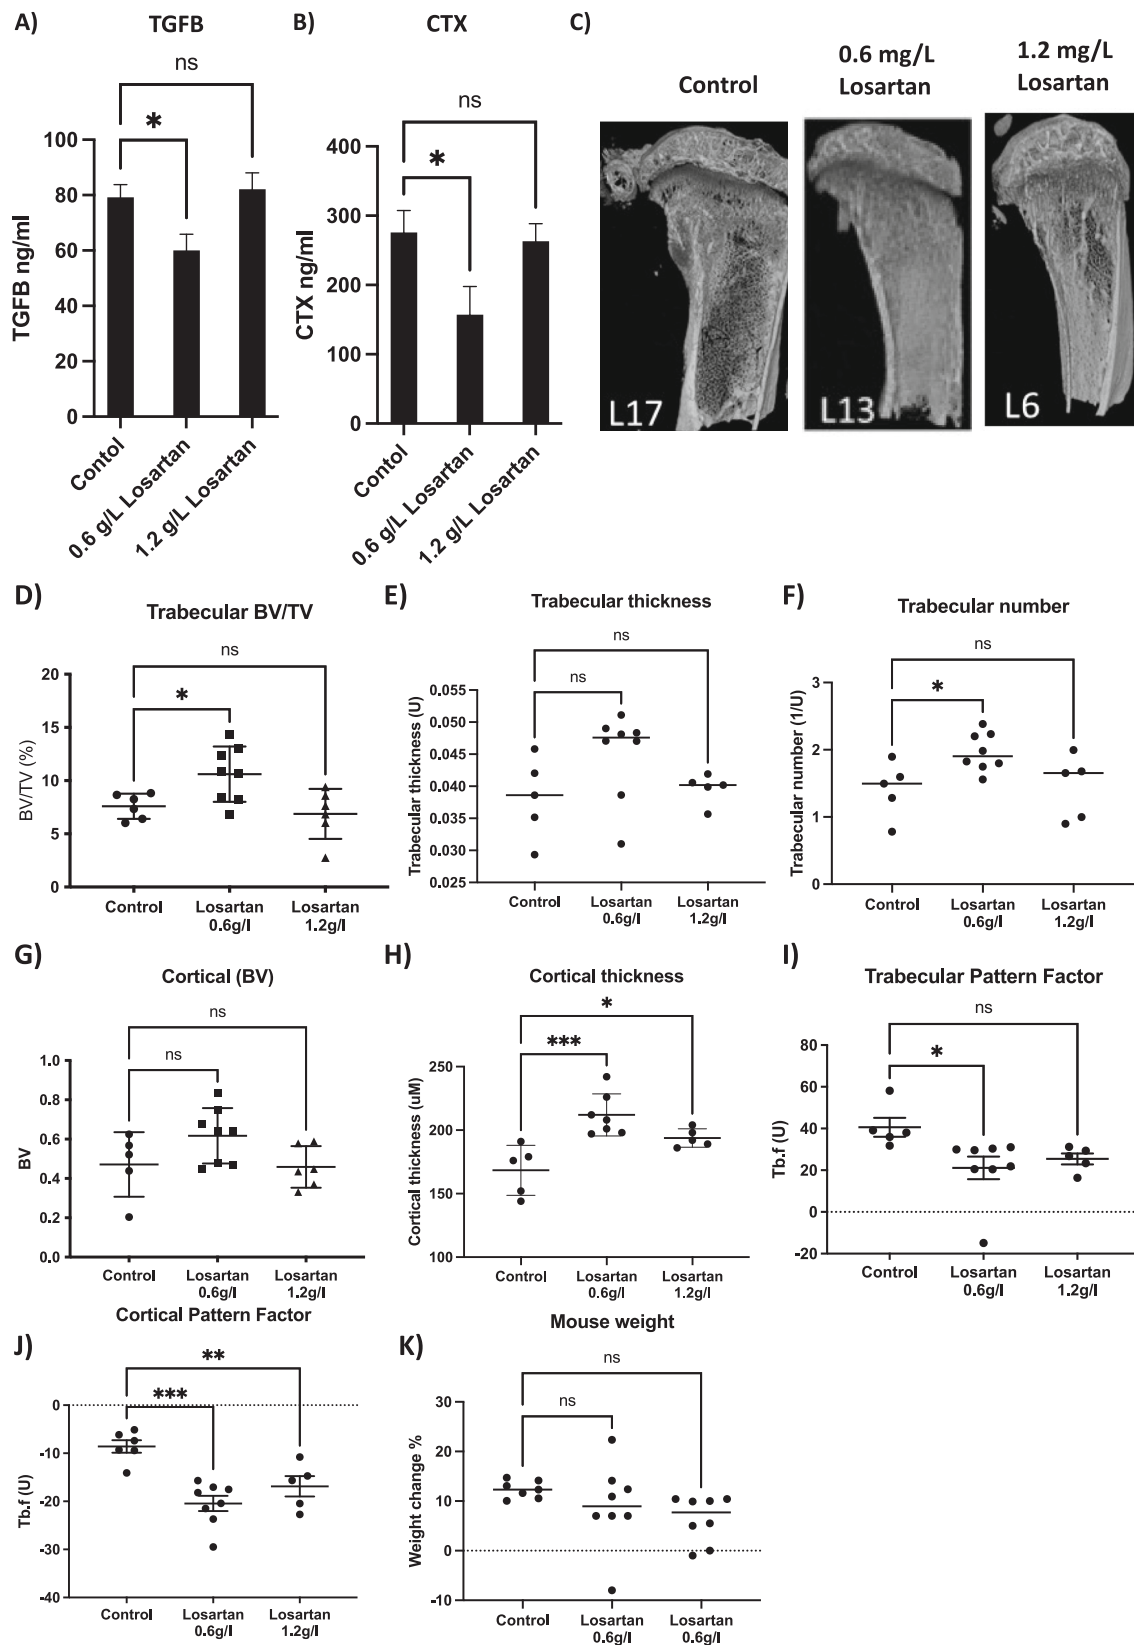 A)
TGFB
ns
*
TGFB ng/ml
100
80
60
40
20
0
Contol
0.6 g/L Losartan
1.2 g/L Losartan
B)
CTX
ns
*
CTX ng/ml
400
300
200
100
0
Contol
0.6 g/L Losartan
1.2 g/L Losartan
C)
Control
0.6 mg/L
Losartan
1.2 mg/L
Losartan
L17
L13
L6
D)
Trabecular BV/TV
ns
*
BV/TV (%)
20
15
10
5
0
Control
Losartan
0.6g/l
Losartan
1.2g/l
E)
Trabecular thickness
ns
ns
Trabecular thickness (U)
0.055
0.050
0.045
0.040
0.035
0.030
0.025
Control
Losartan
0.6g/l
Losartan
1.2g/l
F)
Trabecular number
ns
*
Trabecular number (1/U)
3
2
1
0
Control
Losartan
0.6g/l
Losartan
1.2g/l
G)
Cortical (BV)
ns
ns
BV
1.0
0.8
0.6
0.4
0.2
0.0
Control
Losartan
0.6g/l
Losartan
1.2g/l
H)
Cortical thickness
*
***
Cortical thickness (uM)
250
200
150
100
Control
Losartan
0.6g/l
Losartan
1.2g/l
I)
Trabecular Pattern Factor
ns
*
Tb.f (U)
80
60
40
20
0
-20
Control
Losartan
0.6g/l
Losartan
1.2g/l
J)
Cortical Pattern Factor
**
***
Tb.f (U)
0
-10
-20
-30
-40
Control
Losartan
0.6g/l
Losartan
1.2g/l
K)
Mouse weight
ns
ns
Weight change %
30
20
10
0
-10
Control
Losartan
0.6g/l
Losartan
0.6g/l